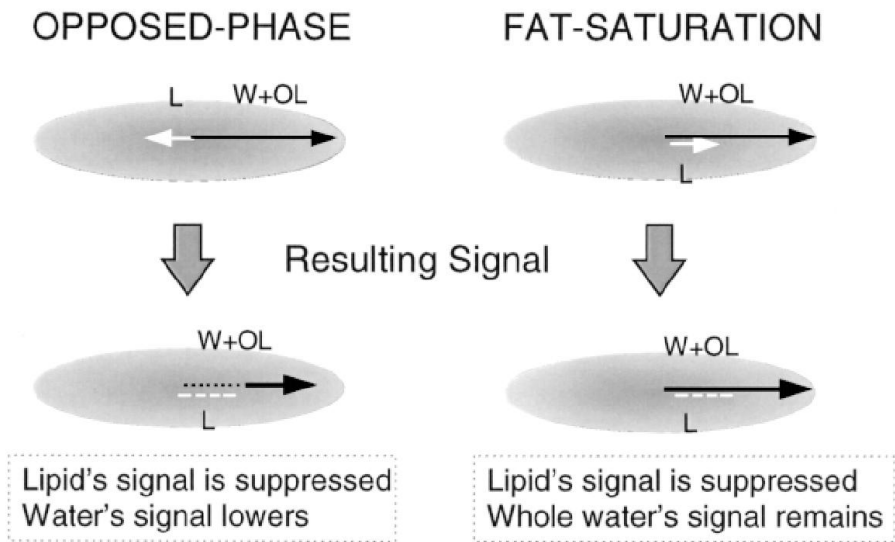 OPPOSED-PHASE
FAT-SATURATION
L W+OL
W+OL
L
Resulting Signal
W+OL
L
W+OL
L
Lipid's signal is suppressed
Water's signal lowers
Lipid's signal is suppressed
Whole water's signal remains